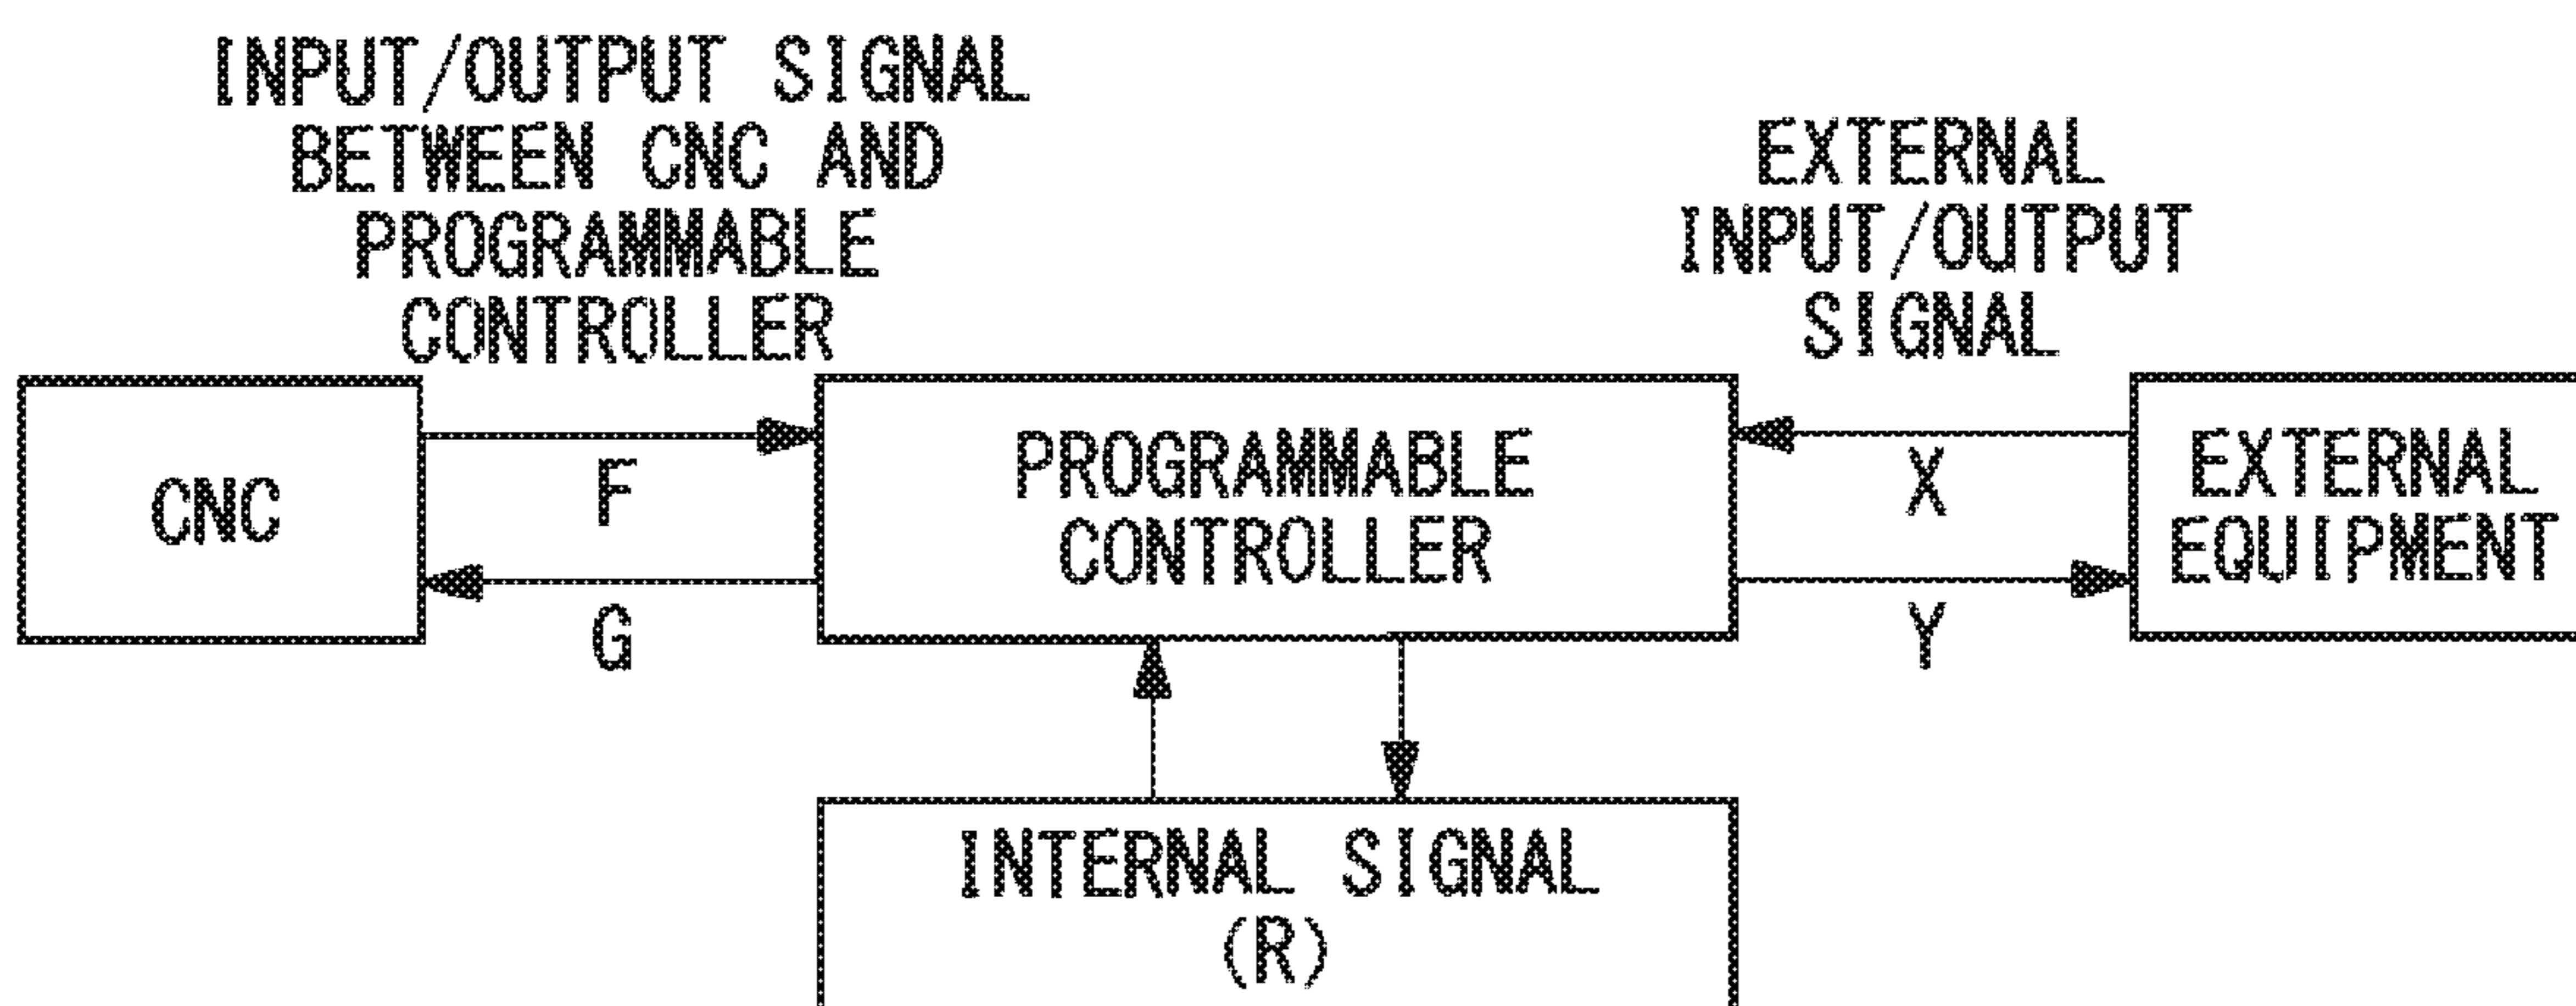 INPUT/OUTPUT SIGNAL
BETWEEN CNC AND
PROGRAMMABLE
CONTROLLER
EXTERNAL
INPUT/OUTPUT
SIGNAL
CNC
F
G
PROGRAMMABLE
CONTROLLER
X
Y
EXTERNAL
EQUIPMENT
INTERNAL SIGNAL
(R)